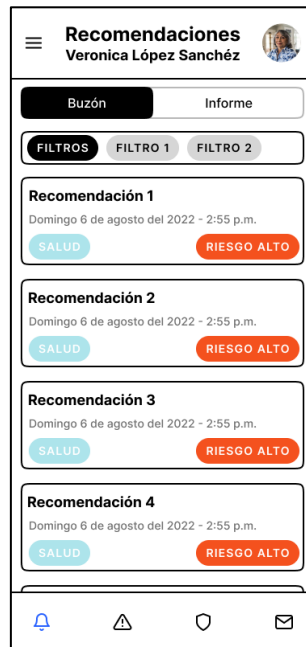 Recomendaciones
Veronica López Sanchéz
Buzón Informe
FILTROS FILTRO 1 FILTRO 2
Recomendación 1
Domingo 6 de agosto del 2022 - 2:55 p.m.
SALUD RIESGO ALTO
Recomendación 2
Domingo 6 de agosto del 2022 - 2:55 p.m.
SALUD RIESGO ALTO
Recomendación 3
Domingo 6 de agosto del 2022 - 2:55 p.m.
SALUD RIESGO ALTO
Recomendación 4
Domingo 6 de agosto del 2022 - 2:55 p.m.
SALUD RIESGO ALTO